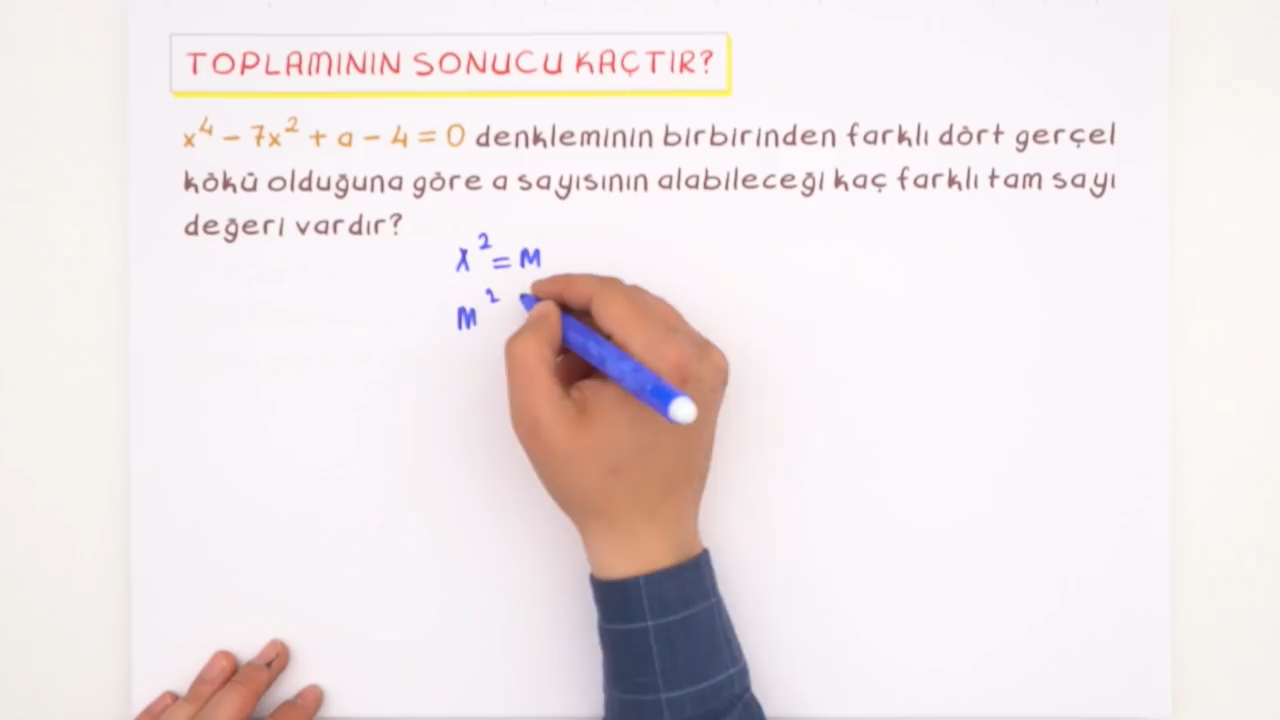 TOPLAMININ SONUCU KAÇTIR?
x⁴ - 7x² + a - 4 = 0 denkleminin birbirinden farklı dört gerçel
kökü olduğuna göre a sayısının alabileceği kaç farklı tam sayı
değeri vardır?
x² = M
M²